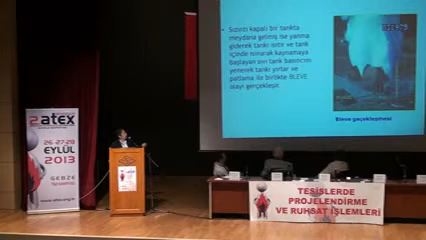 • Sızıntı kapalı bir tankta
meydana gelmiş ise yanma
giderek tankı ısıtır ve tank
içinde ısınarak kaynamaya
başlayan sıvı tank basıncını
yenerek tankı yırtar ve
patlama ile birlikte BLEVE
olayı gerçekleşir.
Bleve gaçekleşmesi
2.atex
26-27-28
EYLÜL
2013
GEBZE
TESİSLERDE
PROJELENDİRME
VE RUHSAT İŞLEMLERİ